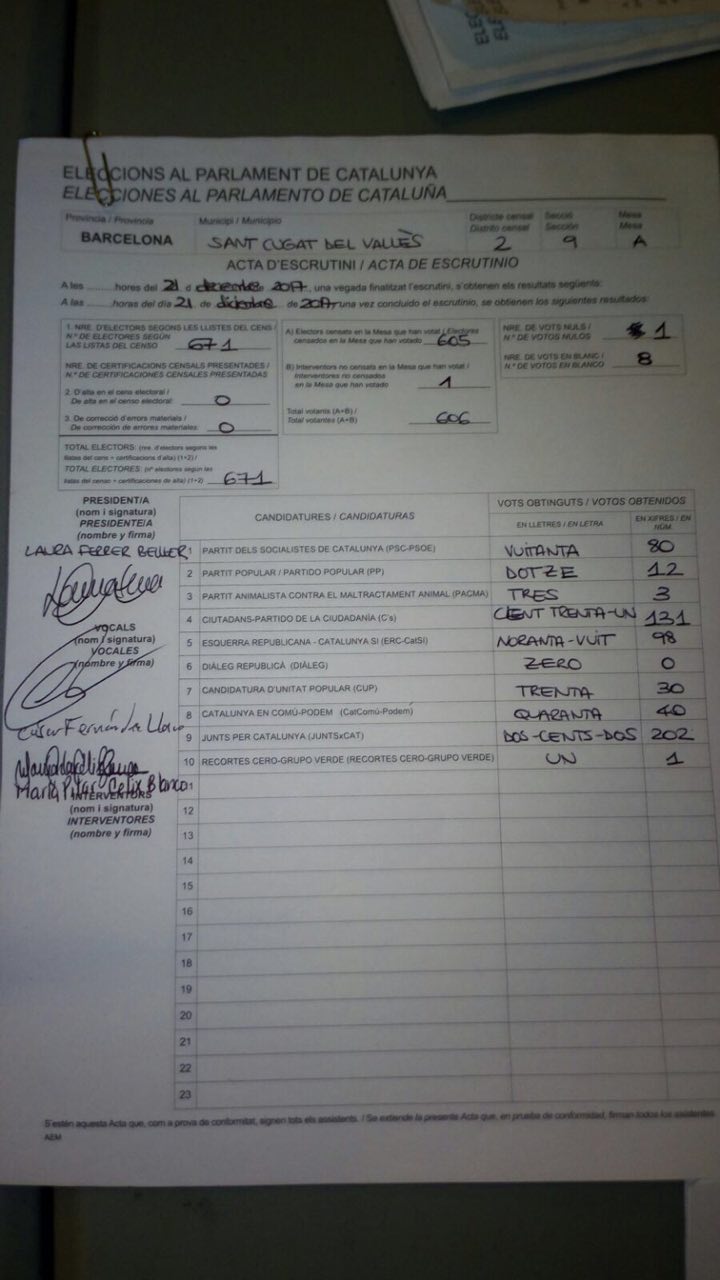 ELECCIONS AL PARLAMENT DE CATALUNYA
ELECCIONES AL PARLAMENTO DE CATALUÑA
Província / Provincia
Municipi / Municipio
Districte censal
Distrito censal
Secció
Sección
Mesa
Mesa
BARCELONA SANT CUGAT DEL VALLÈS 2 9 A
ACTA D'ESCRUTINI / ACTA DE ESCRUTINIO
A les ........hores del 21 d desembre 2017, una vegada finalitzat l'escrutini, s'obtenen els resultats següents:
A las ........horas del día 21 de diciembre de 2017, una vez concluido el escrutinio, se obtienen los siguientes resultados:
1. NRE. D'ELECTORS SEGONS LES LLISTES DEL CENS /
N.º DE ELECTORES SEGÚN
LAS LISTAS DEL CENSO 671
NRE. DE CERTIFICACIONS CENSALS PRESENTADES /
N.º DE CERTIFICACIONES CENSALES PRESENTADAS
2. D'alta en el cens electoral /
De alta en el censo electoral: 0
3. De correcció d'errors materials /
De corrección de errores materiales: 0
TOTAL ELECTORS: (nre. d'electors segons les
llistes del cens + certificacions d'alta) (1+2) /
TOTAL ELECTORES: (nº electores según las
listas del censo + certificaciones de alta) (1+2) 671
A) Electors censats en la Mesa que han votat / Electores
censados en la Mesa que han votado 605
B) Interventors no censats en la Mesa que han votat /
Interventores no censados
en la Mesa que han votado 1
Total votants (A+B) /
Total votantes (A+B) 606
NRE. DE VOTS NULS /
N.º DE VOTOS NULOS 1
NRE. DE VOTS EN BLANC /
N.º DE VOTOS EN BLANCO 8
PRESIDENT/A
(nom i signatura)
PRESIDENTE/A
(nombre y firma)
LAURA FERRER BELLER
VOCALS
(nom i signatura)
VOCALES
(nombre y firma)
César Fernández
María Pilar Celix Blanco
INTERVENTORS
(nom i signatura)
INTERVENTORES
(nombre y firma)
CANDIDATURES / CANDIDATURAS
VOTS OBTINGUTS / VOTOS OBTENIDOS
EN LLETRES / EN LETRA
EN XIFRES / EN
NÚM.
1 PARTIT DELS SOCIALISTES DE CATALUNYA (PSC-PSOE) VUITANTA 80
2 PARTIT POPULAR / PARTIDO POPULAR (PP) DOTZE 12
3 PARTIT ANIMALISTA CONTRA EL MALTRACTAMENT ANIMAL (PACMA) TRES 3
4 CIUTADANS-PARTIDO DE LA CIUDADANÍA (C's) CENT TRENTA-UN 131
5 ESQUERRA REPUBLICANA - CATALUNYA SÍ (ERC-CatSí) NORANTA-VUIT 98
6 DIÀLEG REPUBLICÀ (DIÀLEG) ZERO 0
7 CANDIDATURA D'UNITAT POPULAR (CUP) TRENTA 30
8 CATALUNYA EN COMÚ-PODEM (CatComú-Podem) QUARANTA 40
9 JUNTS PER CATALUNYA (JUNTSxCAT) DOS-CENTS-DOS 202
10 RECORTES CERO-GRUPO VERDE (RECORTES CERO-GRUPO VERDE) UN 1
11
12
13
14
15
16
17
18
19
20
21
22
23
S'estén aquesta Acta que, com a prova de conformitat, signen tots els assistents. / Se extiende la presente Acta que, en prueba de conformidad, firman todos los asistentes.
AEM